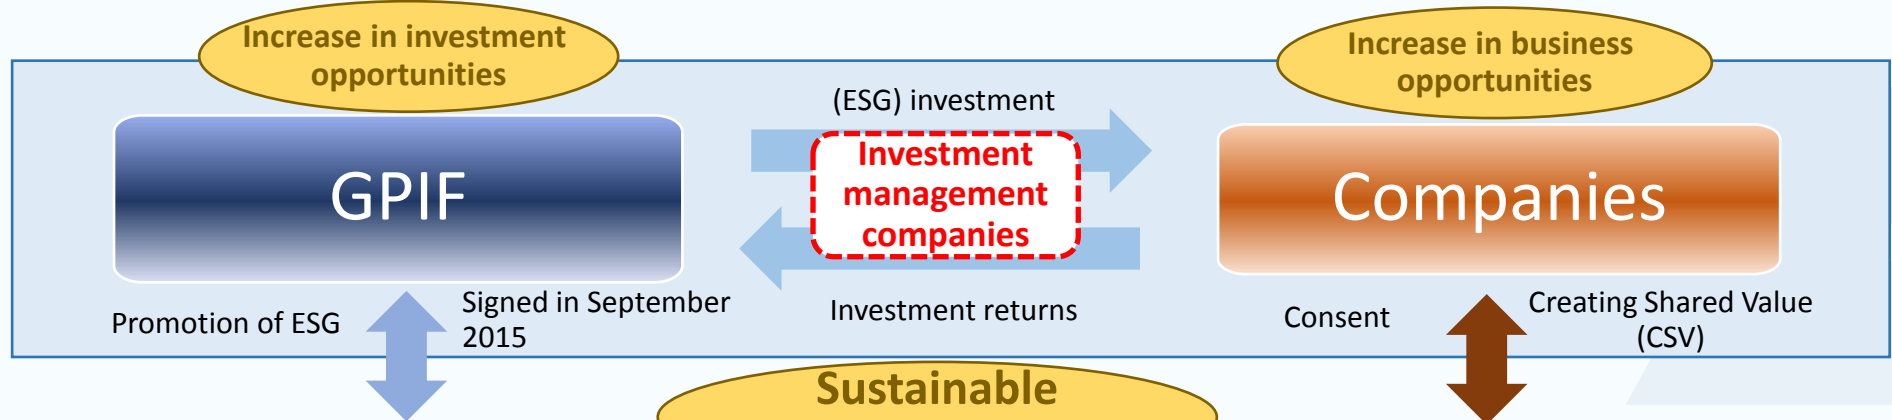 Increase in investment
opportunities
Increase in business
opportunities
(ESG) investment
GPIF
Investment
management
companies
Companies
Investment returns
Promotion of ESG
Signed in September
2015
Consent
Creating Shared Value
(CSV)
Sustainable